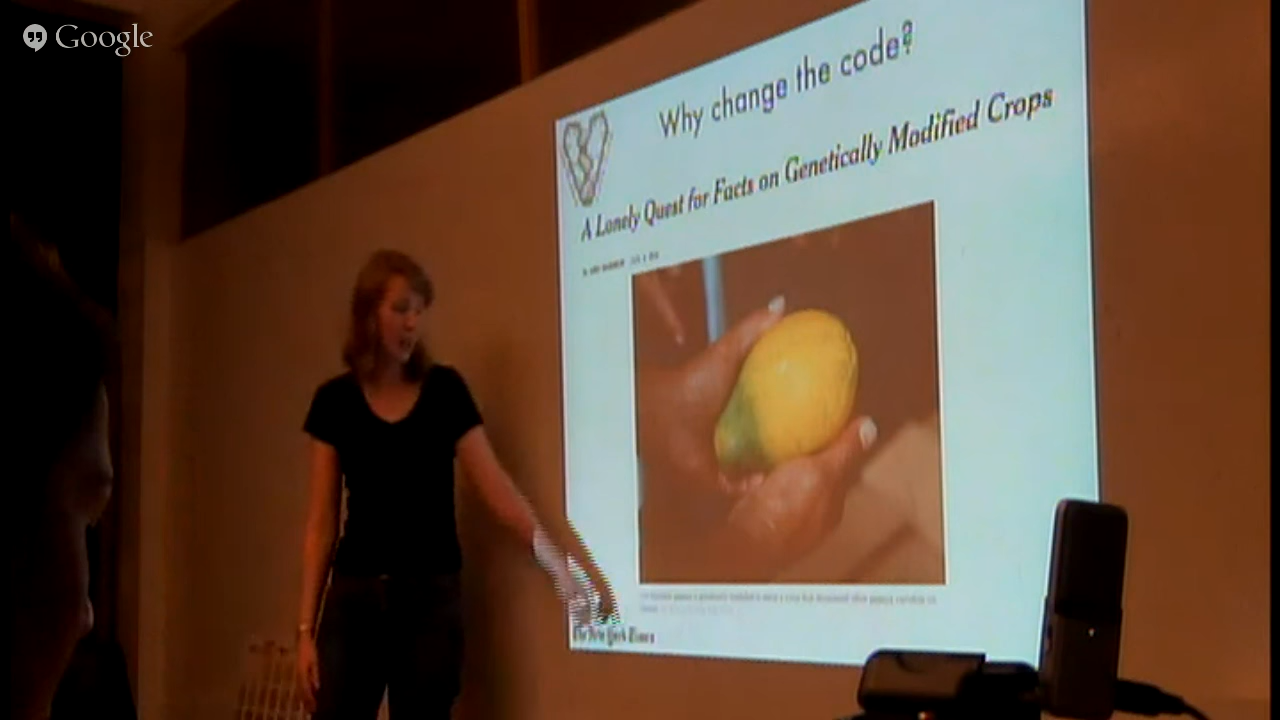 Google
Why change the code?
A Lonely Quest for Facts on Genetically Modified Crops
The New York Times